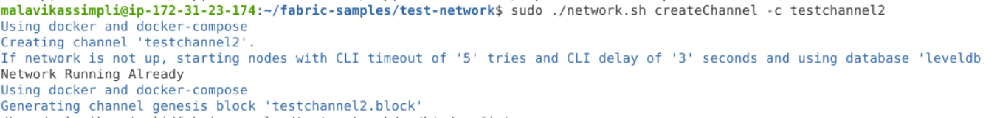 malavikassimpli@ip-172-31-23-174:~/fabric-samples/test-network$ sudo ./network.sh createChannel -c testchannel2
Using docker and docker-compose
Creating channel 'testchannel2'.
If network is not up, starting nodes with CLI timeout of '5' tries and CLI delay of '3' seconds and using database 'leveldb
Network Running Already
Using docker and docker-compose
Generating channel genesis block 'testchannel2.block'